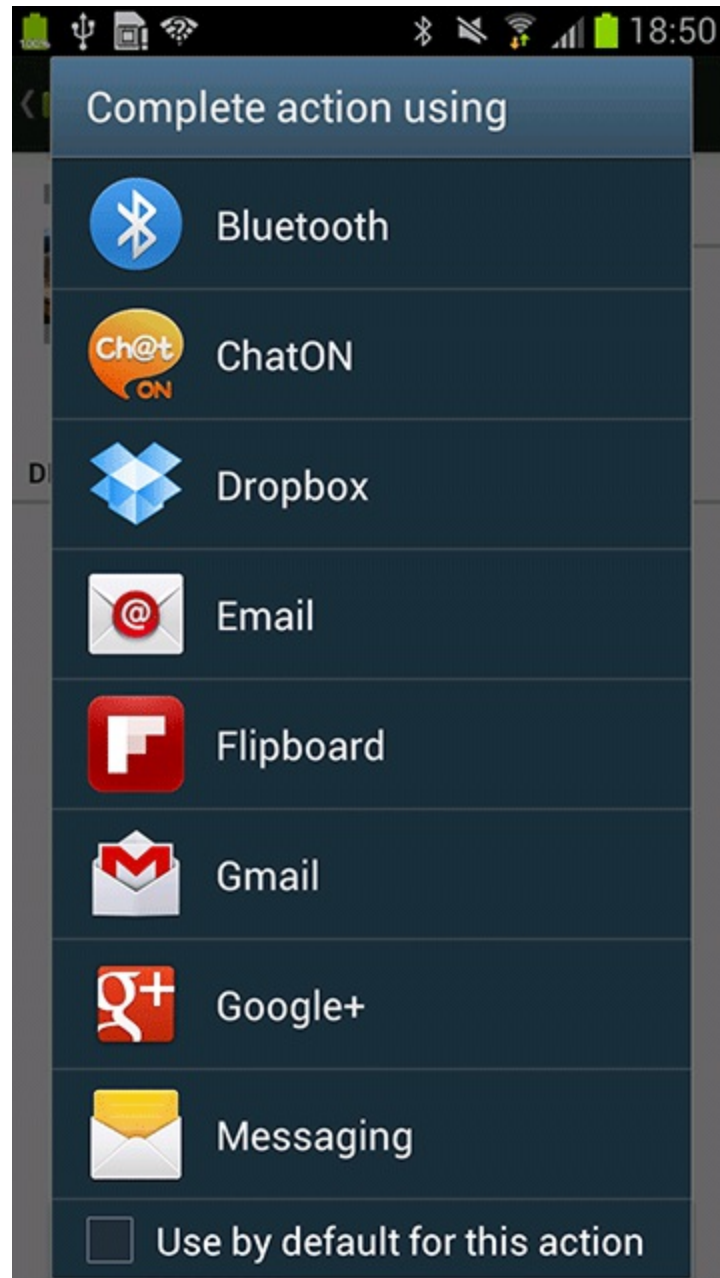 100%
18:50
Complete action using
Bluetooth
Ch@t
ON
ChatON
Dropbox
D
@
Email
F
Flipboard
M
Gmail
g+
Google+
Messaging
Use by default for this action